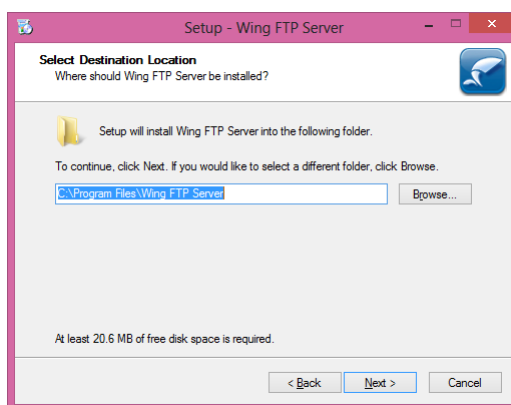 Setup - Wing FTP Server
Select Destination Location
Where should Wing FTP Server be installed?
Setup will install Wing FTP Server into the following folder.
To continue, click Next. If you would like to select a different folder, click Browse.
C:\Program Files\Wing FTP Server
Browse...
At least 20.6 MB of free disk space is required.
< Back
Next >
Cancel